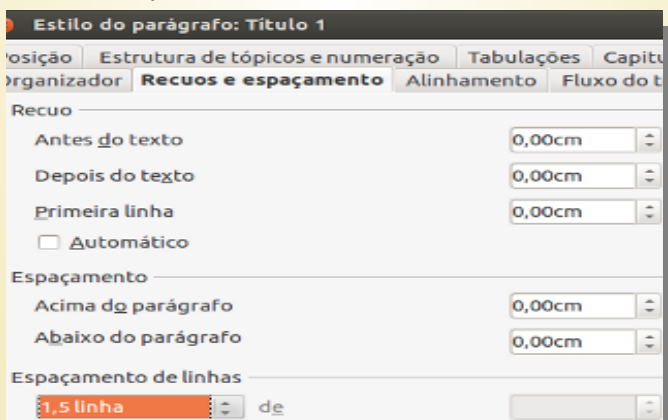 Estilo do parágrafo: Título 1
osição Estrutura de tópicos e numeração Tabulações Capitu
Organizador Recuos e espaçamento Alinhamento Fluxo do t
Recuo
Antes do texto 0,00cm
Depois do texto 0,00cm
Primeira linha 0,00cm
Automático
Espaçamento
Acima do parágrafo 0,00cm
Abaixo do parágrafo 0,00cm
Espaçamento de linhas
1,5 linha de